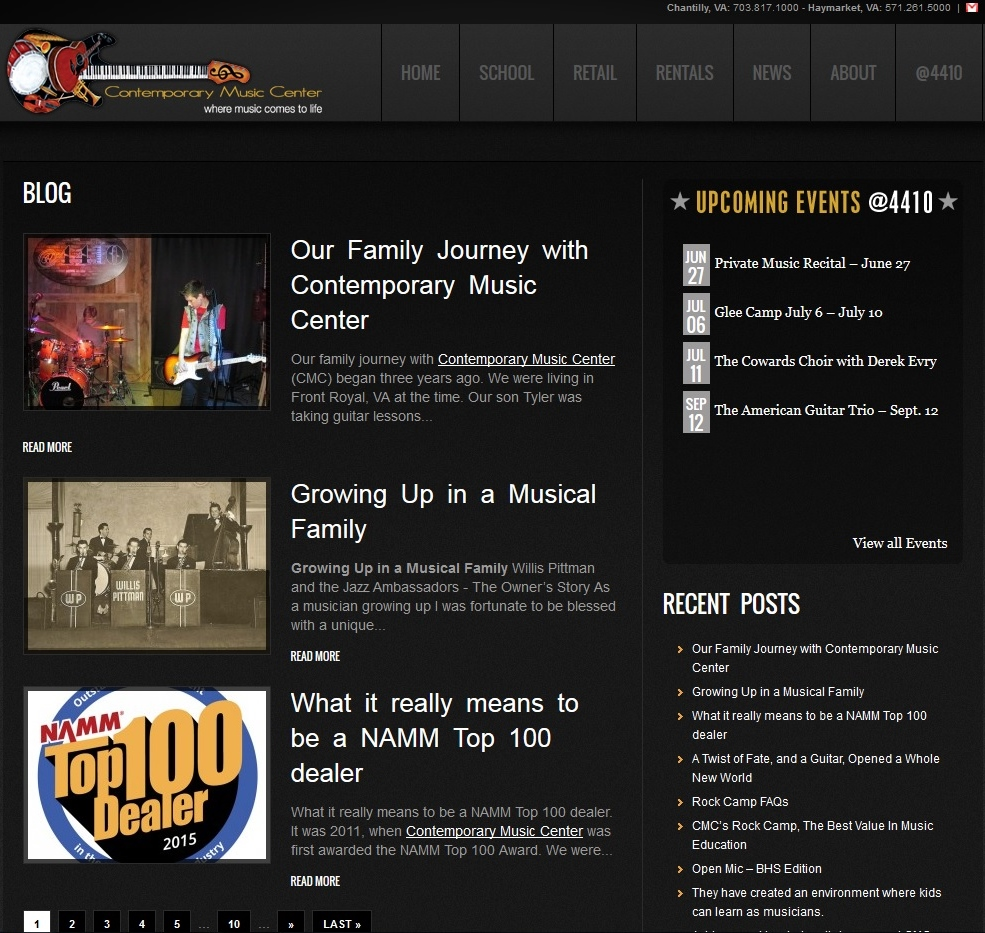 Chantilly, VA: 703.817.1000 - Haymarket, VA: 571.261.5000 |
Contemporary Music Center
where music comes to life
HOME
SCHOOL
RETAIL
RENTALS
NEWS
ABOUT
@4410
BLOG
4410
Pearl
Our Family Journey with
Contemporary Music
Center
Our family journey with Contemporary Music Center
(CMC) began three years ago. We were living in
Front Royal, VA at the time. Our son Tyler was
taking guitar lessons...
READ MORE
W P
WILLIS
PITTMAN
W P
Growing Up in a Musical
Family
Growing Up in a Musical Family Willis Pittman
and the Jazz Ambassadors - The Owner's Story As
a musician growing up I was fortunate to be blessed
with a unique...
READ MORE
NAMM
Top100
Dealer
2015
in the
What it really means to
be a NAMM Top 100
dealer
What it really means to be a NAMM Top 100 dealer.
It was 2011, when Contemporary Music Center was
first awarded the NAMM Top 100 Award. We were...
READ MORE
1 2 3 4 5 ... 10 ... » LAST »
★ UPCOMING EVENTS @4410 ★
JUN
27
Private Music Recital – June 27
JUL
06
Glee Camp July 6 – July 10
JUL
11
The Cowards Choir with Derek Evry
SEP
12
The American Guitar Trio – Sept. 12
View all Events
RECENT POSTS
Our Family Journey with Contemporary Music
Center
Growing Up in a Musical Family
What it really means to be a NAMM Top 100
dealer
A Twist of Fate, and a Guitar, Opened a Whole
New World
Rock Camp FAQs
CMC's Rock Camp, The Best Value In Music
Education
Open Mic – BHS Edition
They have created an environment where kids
can learn as musicians.